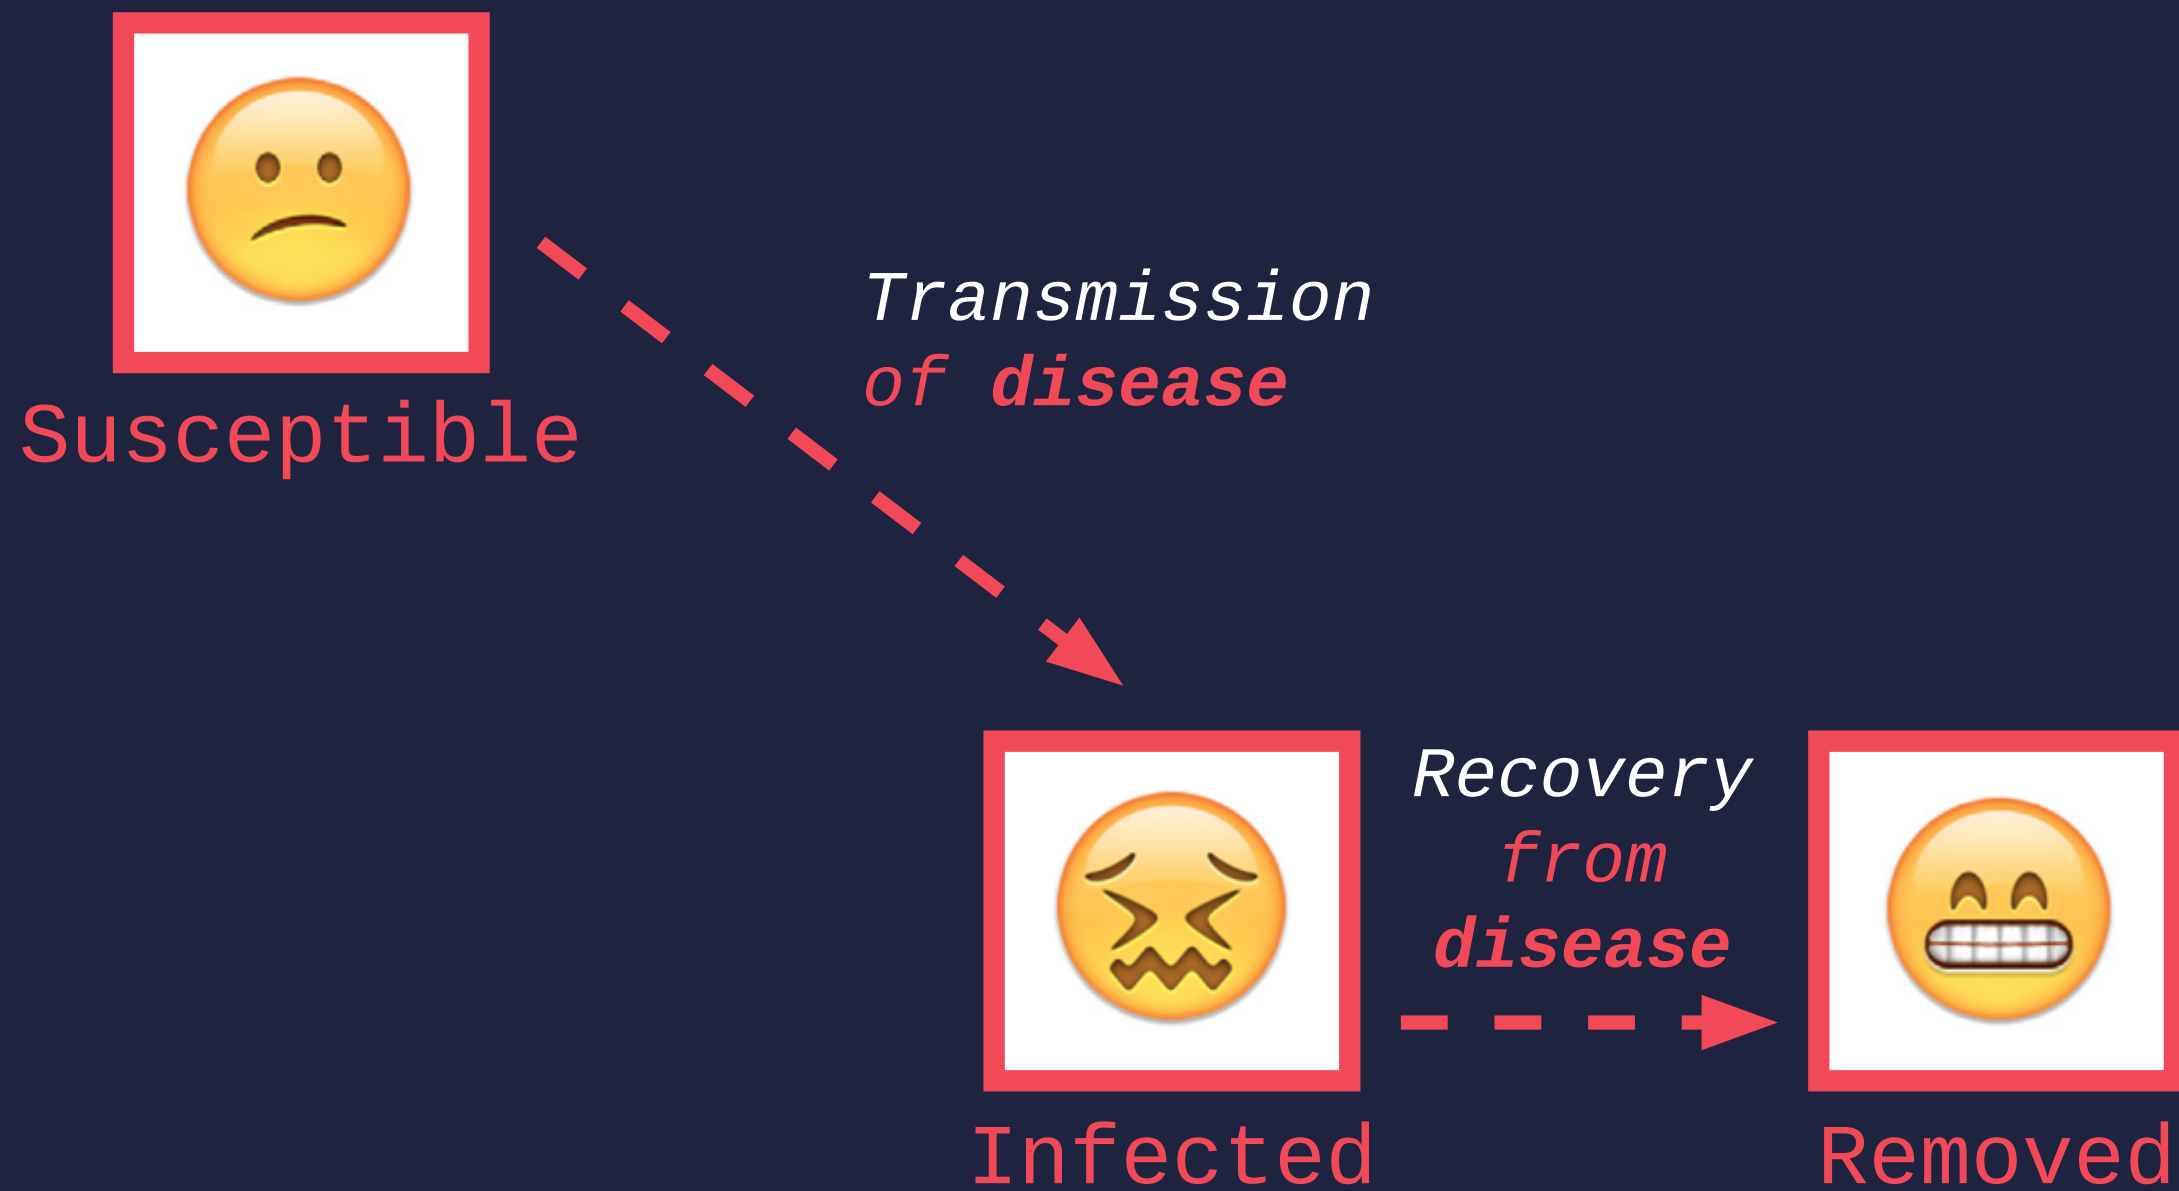 Transmission
of disease
Susceptible
Recovery
from
disease
Infected
Removed